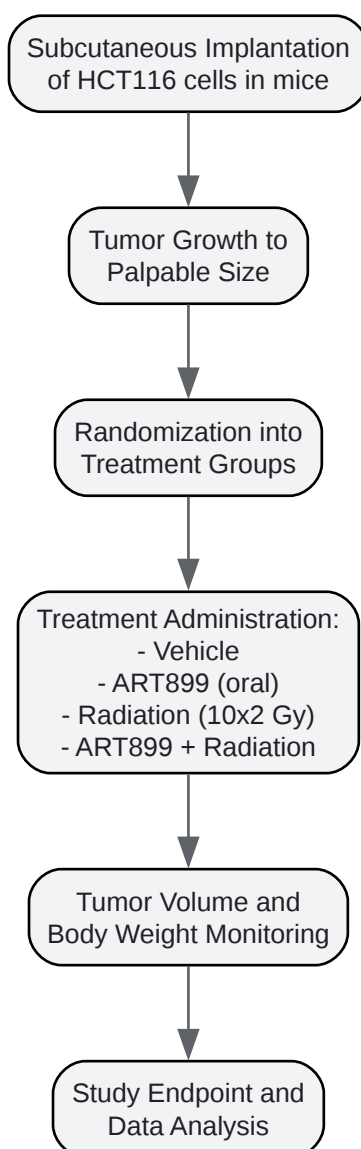 Subcutaneous Implantation
of HCT116 cells in mice
Tumor Growth to
Palpable Size
Randomization into
Treatment Groups
Treatment Administration:
- Vehicle
- ART899 (oral)
- Radiation (10x2 Gy)
- ART899 + Radiation
Tumor Volume and
Body Weight Monitoring
Study Endpoint and
Data Analysis